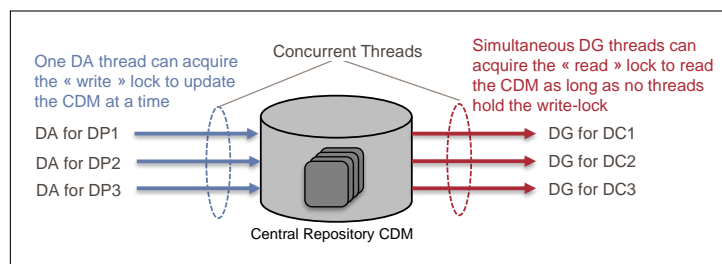 One DA thread can acquire
the « write » lock to update
the CDM at a time
Concurrent Threads
Simultaneous DG threads can
acquire the « read » lock to read
the CDM as long as no threads
hold the write-lock
DA for DP1
DA for DP2
DA for DP3
DG for DC1
DG for DC2
DG for DC3
Central Repository CDM